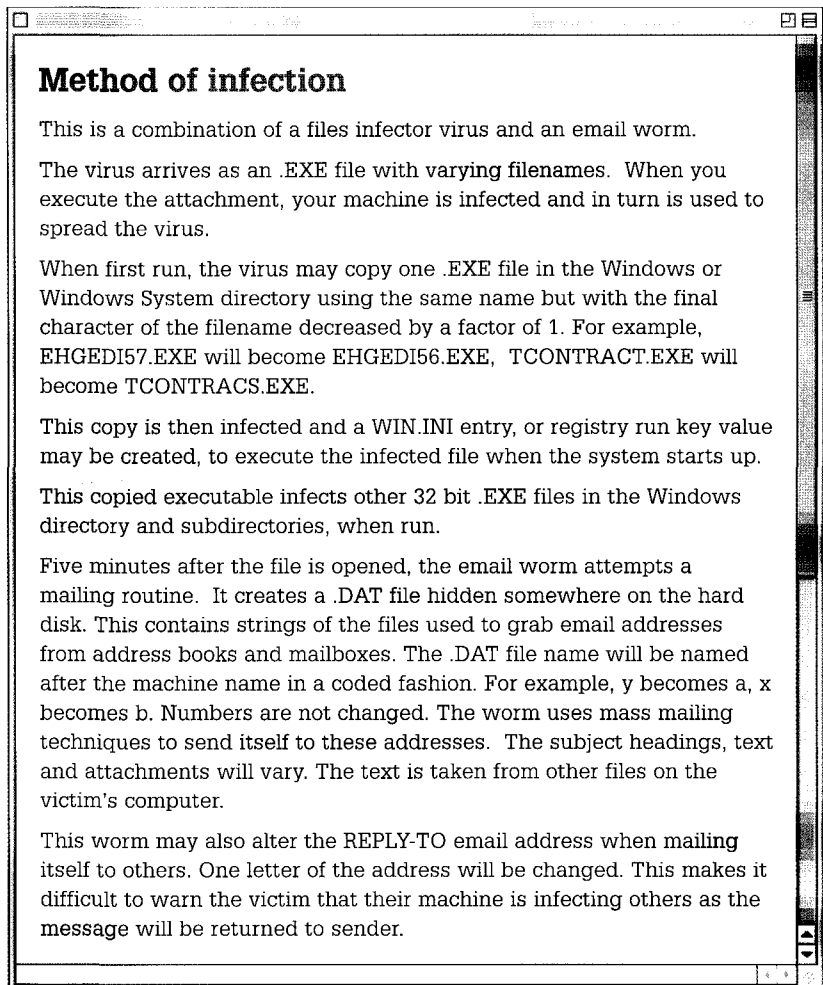 Method of infection
This is a combination of a files infector virus and an email worm.
The virus arrives as an .EXE file with varying filenames. When you
execute the attachment, your machine is infected and in turn is used to
spread the virus.
When first run, the virus may copy one .EXE file in the Windows or
Windows System directory using the same name but with the final
character of the filename decreased by a factor of 1. For example,
EHGEDI57.EXE will become EHGEDI56.EXE, TCONTRACT.EXE will
become TCONTRACS.EXE.
This copy is then infected and a WIN.INI entry, or registry run key value
may be created, to execute the infected file when the system starts up.
This copied executable infects other 32 bit .EXE files in the Windows
directory and subdirectories, when run.
Five minutes after the file is opened, the email worm attempts a
mailing routine. It creates a .DAT file hidden somewhere on the hard
disk. This contains strings of the files used to grab email addresses
from address books and mailboxes. The .DAT file name will be named
after the machine name in a coded fashion. For example, y becomes a, x
becomes b. Numbers are not changed. The worm uses mass mailing
techniques to send itself to these addresses. The subject headings, text
and attachments will vary. The text is taken from other files on the
victim's computer.
This worm may also alter the REPLY-TO email address when mailing
itself to others. One letter of the address will be changed. This makes it
difficult to warn the victim that their machine is infecting others as the
message will be returned to sender.